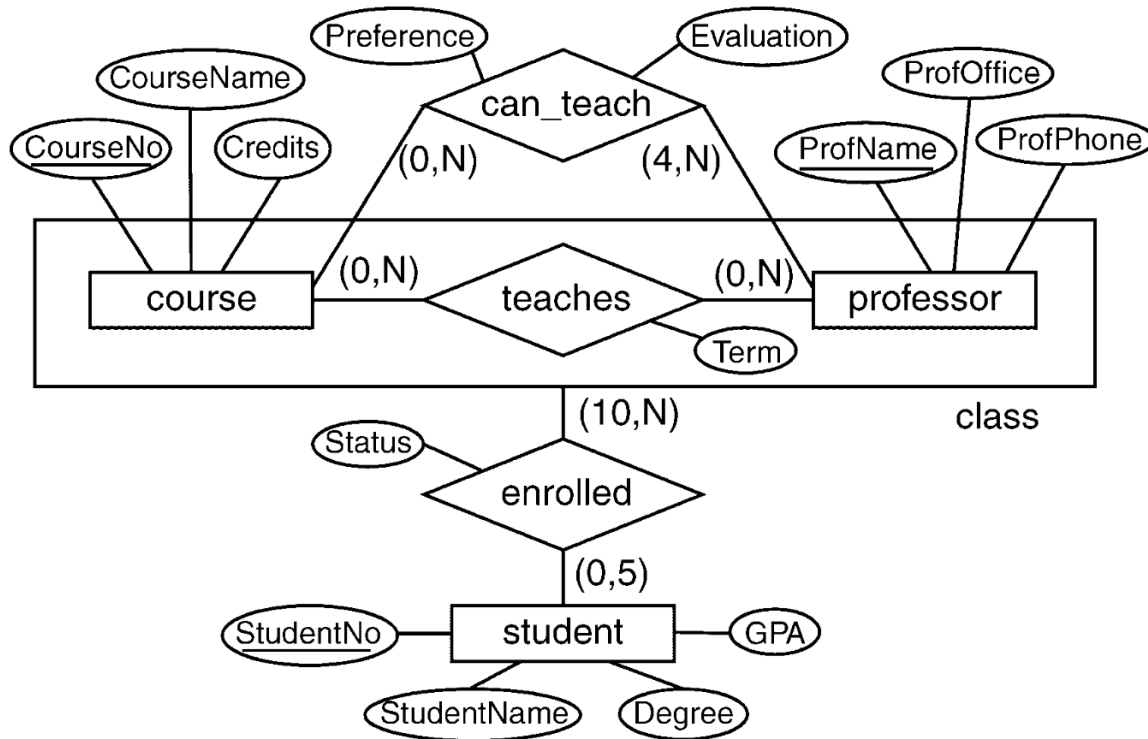 Preference
Evaluation
CourseName
ProfOffice
can_teach
CourseNo
Credits
(0,N)
(4,N)
ProfName
ProfPhone
course
(0,N)
teaches
(0,N)
professor
Term
(10,N)
class
Status
enrolled
(0,5)
StudentNo
student
GPA
StudentName
Degree